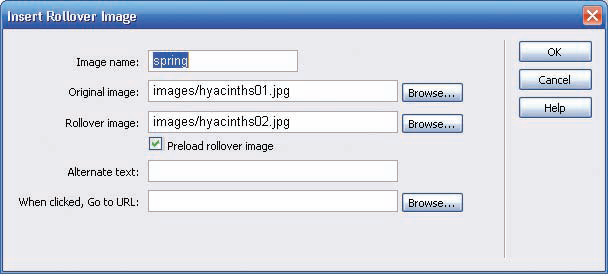 Insert Rollover Image
Image name: spring
OK
Original image: images/hyacinths01.jpg Browse...
Cancel
Rollover image: images/hyacinths02.jpg Browse...
Help
Preload rollover image
Alternate text:
When clicked, Go to URL: Browse...